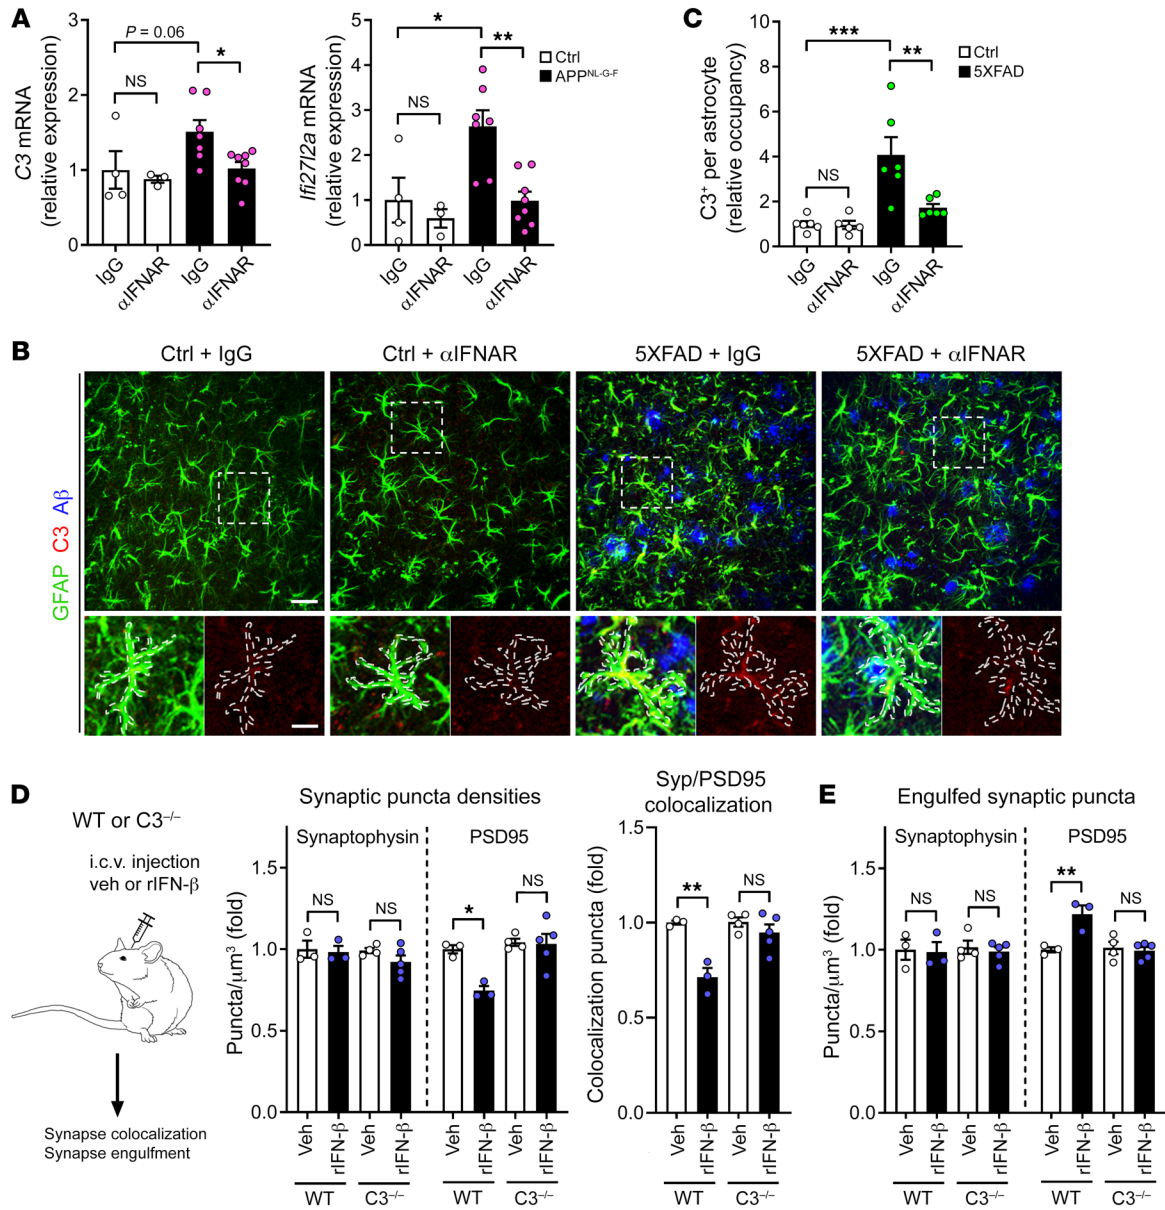 A
C3 mRNA
(relative expression)
3
2
1
0
P = 0.06
*
NS
IgG
αIFNAR
IgG
αIFNAR
Ifi27l2a mRNA
(relative expression)
5
4
3
2
1
0
*
**
NS
IgG
αIFNAR
IgG
αIFNAR
Ctrl
APP^NL-G-F
C
C3⁺ per astrocyte
(relative occupancy)
10
8
6
4
2
0
***
**
NS
IgG
αIFNAR
IgG
αIFNAR
Ctrl
5XFAD
B
Ctrl + IgG
Ctrl + αIFNAR
5XFAD + IgG
5XFAD + αIFNAR
GFAP C3 Aβ
D
WT or C3⁻/⁻
i.c.v. injection
veh or rIFN-β
Synapse colocalization
Synapse engulfment
Synaptic puncta densities
Synaptophysin
PSD95
Puncta/μm³ (fold)
1.5
1.0
0.5
0.0
NS
NS
*
NS
Veh
rIFN-β
Veh
rIFN-β
Veh
rIFN-β
Veh
rIFN-β
WT
C3⁻/⁻
WT
C3⁻/⁻
Syp/PSD95
colocalization
Colocalization puncta (fold)
1.5
1.0
0.5
0.0
**
NS
Veh
rIFN-β
Veh
rIFN-β
WT
C3⁻/⁻
E
Engulfed synaptic puncta
Synaptophysin
PSD95
Puncta/μm³ (fold)
1.5
1.0
0.5
0.0
NS
NS
**
NS
Veh
rIFN-β
Veh
rIFN-β
Veh
rIFN-β
Veh
rIFN-β
WT
C3⁻/⁻
WT
C3⁻/⁻